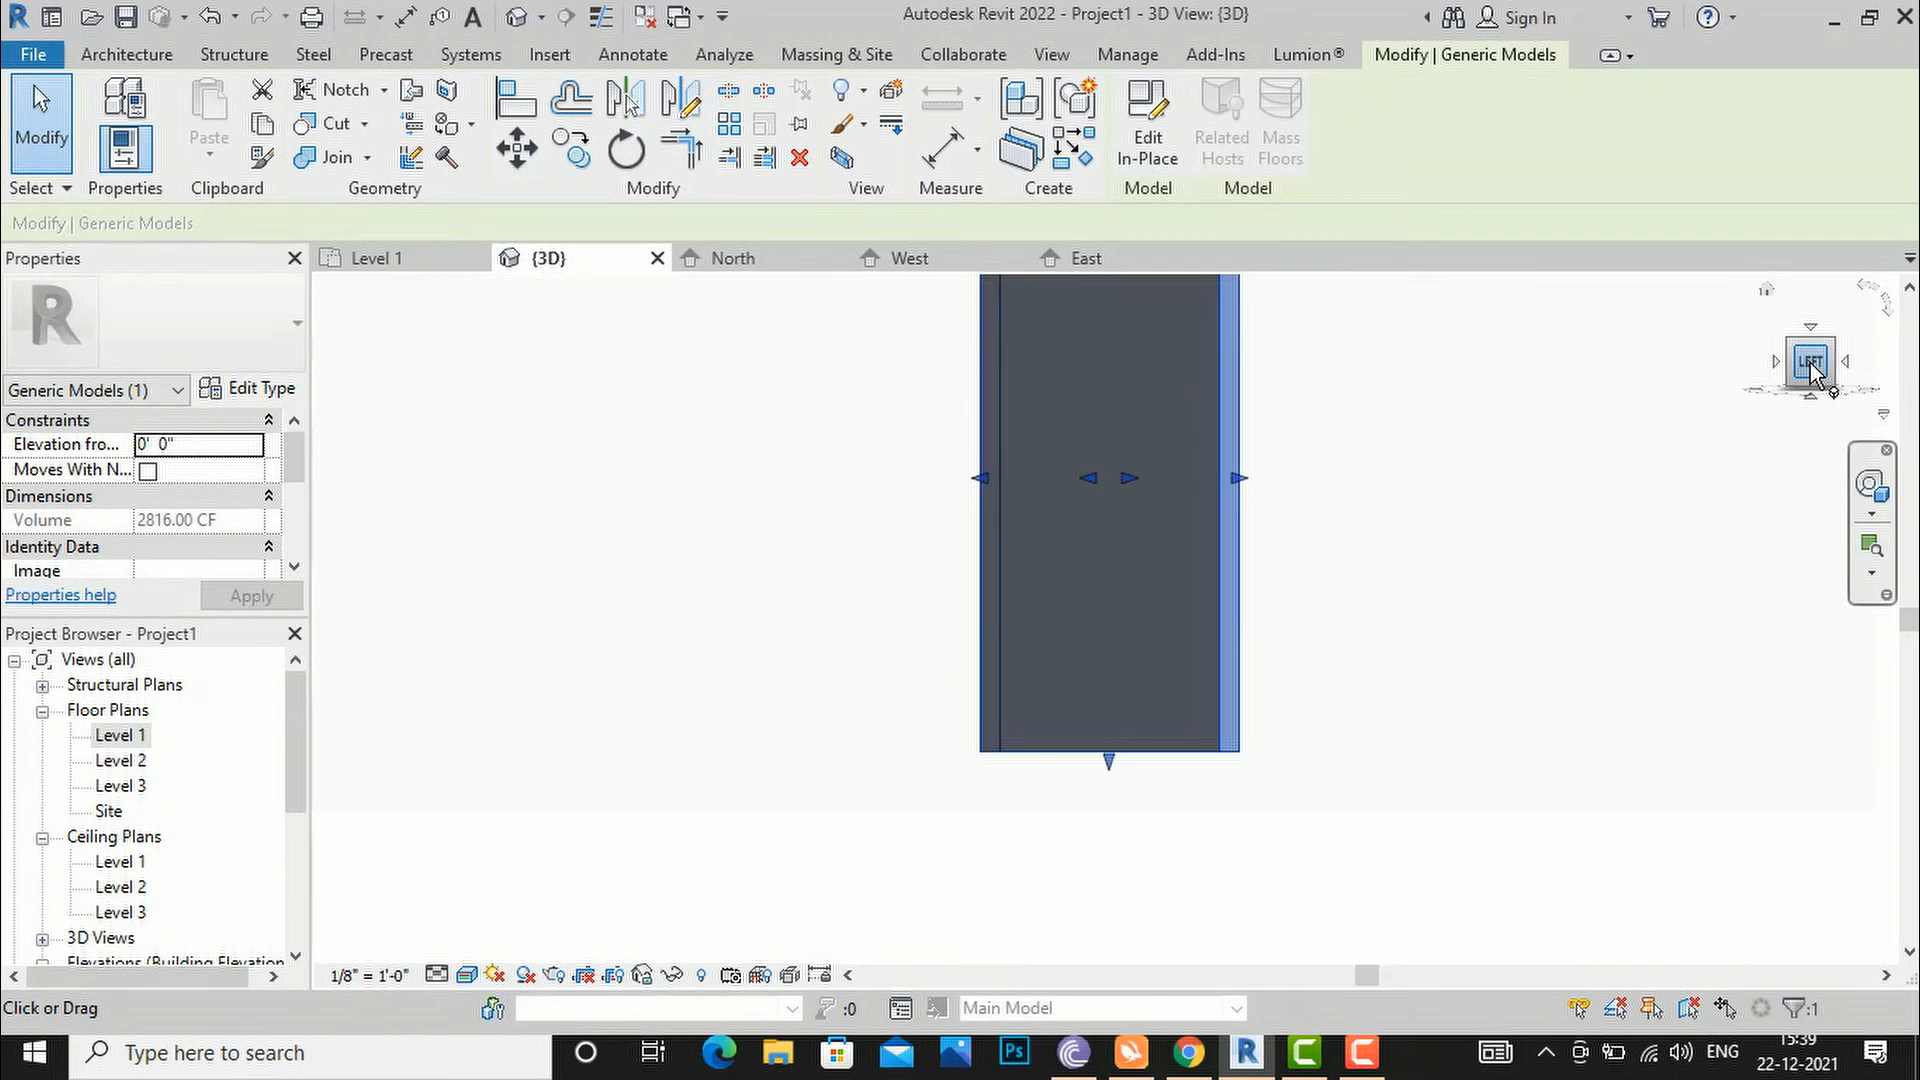 Autodesk Revit 2022 - Project1 - 3D View: {3D}
Sign In
File
Architecture
Structure
Steel
Precast
Systems
Insert
Annotate
Analyze
Massing & Site
Collaborate
View
Manage
Add-Ins
Lumion®
Modify | Generic Models
Modify
Paste
Notch
Cut
Join
Edit
In-Place
Related
Hosts
Mass
Floors
Select
Properties
Clipboard
Geometry
Modify
View
Measure
Create
Model
Model
Modify | Generic Models
Properties
Level 1
{3D}
North
West
East
R
LEFT
Generic Models (1)
Edit Type
Constraints
Elevation fro...
0' 0"
Moves With N...
Dimensions
Volume
2816.00 CF
Identity Data
Image
Properties help
Apply
Project Browser - Project1
Views (all)
Structural Plans
Floor Plans
Level 1
Level 2
Level 3
Site
Ceiling Plans
Level 1
Level 2
Level 3
3D Views
Elevations (Building Elevation
1/8" = 1'-0"
Click or Drag
:0
Main Model
:1
Type here to search
Ps
R
C
C
ENG
15:39
22-12-2021